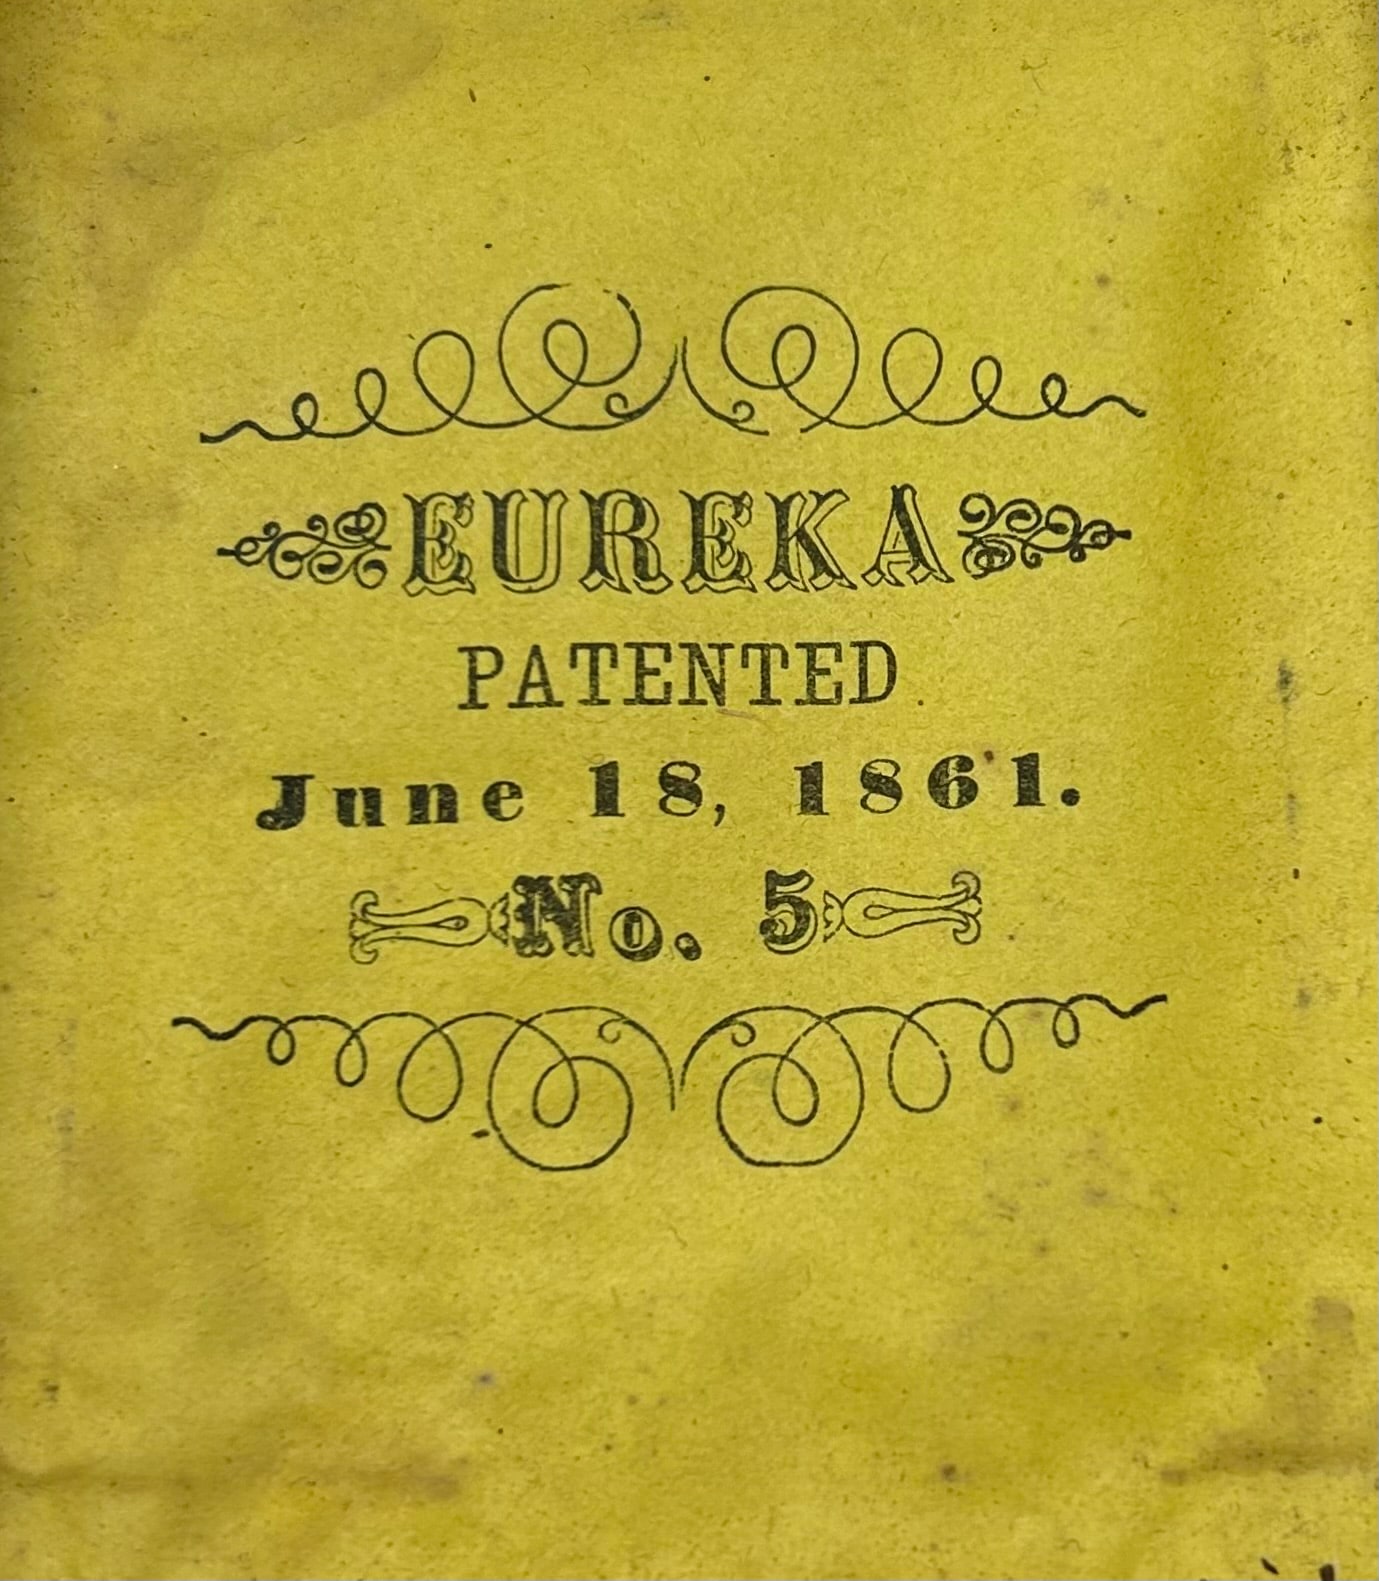 EUREKA
PATENTED
June 18, 1861.
No. 5